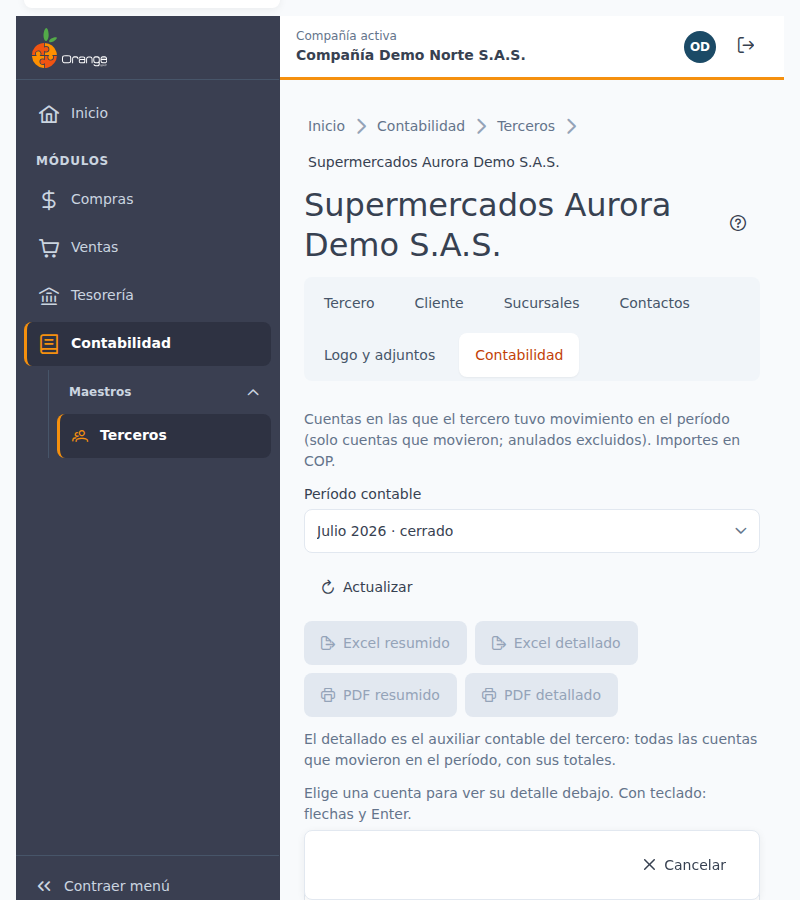 Orange
Inicio
MÓDULOS
Compras
Ventas
Tesorería
Contabilidad
Maestros
Terceros
Contraer menú
Compañía activa
Compañía Demo Norte S.A.S.
OD
Inicio
Contabilidad
Terceros
Supermercados Aurora Demo S.A.S.
Supermercados Aurora
Demo S.A.S.
Tercero
Cliente
Sucursales
Contactos
Logo y adjuntos
Contabilidad
Cuentas en las que el tercero tuvo movimiento en el período
(solo cuentas que movieron; anulados excluidos). Importes en
COP.
Período contable
Julio 2026 · cerrado
Actualizar
Excel resumido
Excel detallado
PDF resumido
PDF detallado
El detallado es el auxiliar contable del tercero: todas las cuentas
que movieron en el período, con sus totales.
Elige una cuenta para ver su detalle debajo. Con teclado:
flechas y Enter.
Cancelar